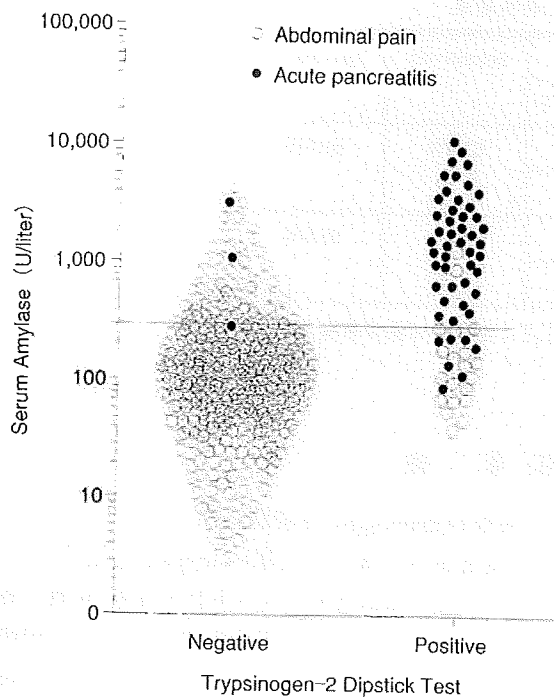 100,000
Abdominal pain
Acute pancreatitis
10,000
1,000
100
10
0
Serum Amylase (U/liter)
Negative
Positive
Trypsinogen-2 Dipstick Test